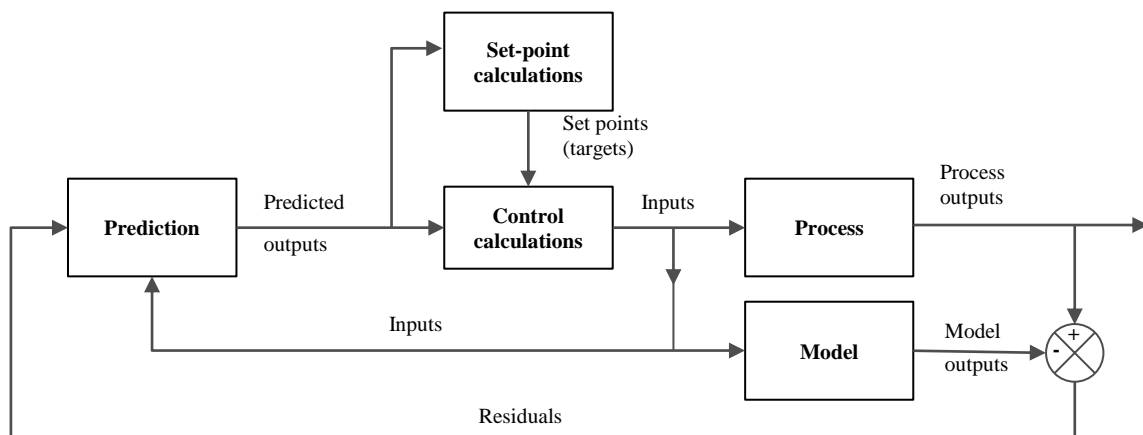 Set-point
calculations
Set points
(targets)
Prediction
Predicted
outputs
Control
calculations
Inputs
Process
Process
outputs
Inputs
Model
Model
outputs
+
-
Residuals